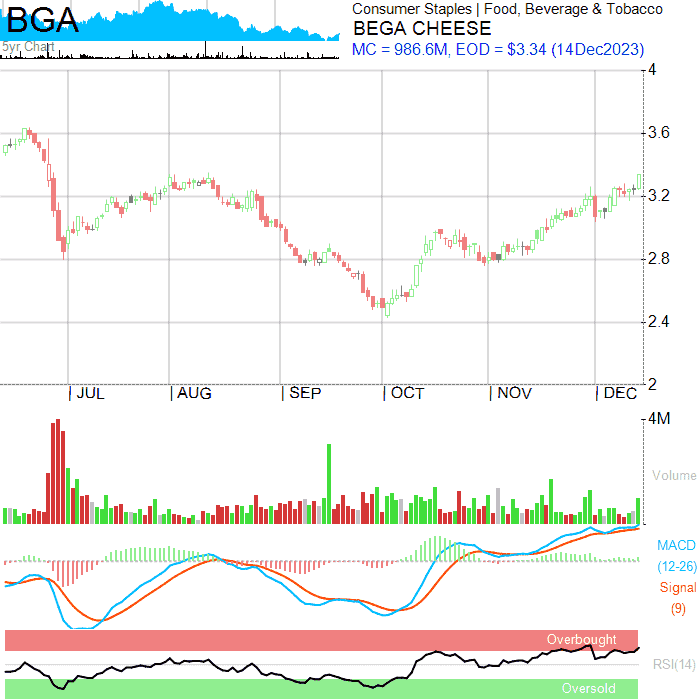 BGA
5yr Chart
Consumer Staples | Food, Beverage & Tobacco
BEGA CHEESE
MC = 986.6M, EOD = $3.34 (14Dec2023)
4
3.6
3.2
2.8
2.4
2
JUL AUG SEP OCT NOV DEC
4M
Volume
MACD
(12-26)
Signal
(9)
Overbought
RSI(14)
Oversold